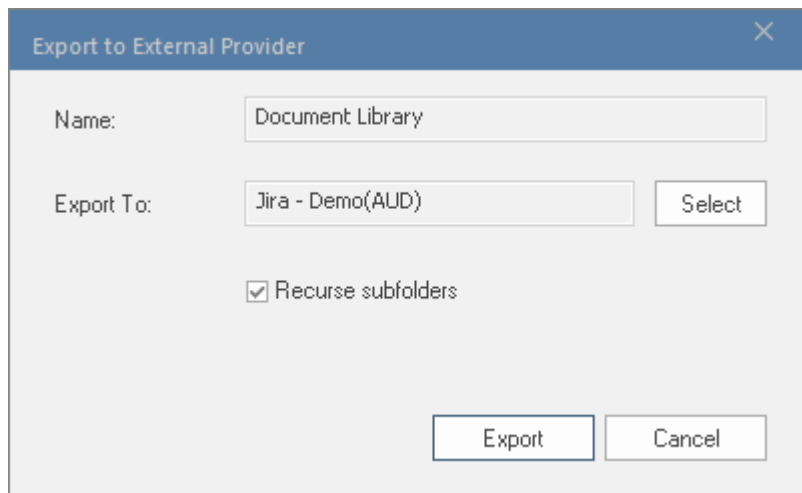 Export to External Provider
Name:
Document Library
Export To:
Jira - Demo(AUD)
Select
Recurse subfolders
Export
Cancel